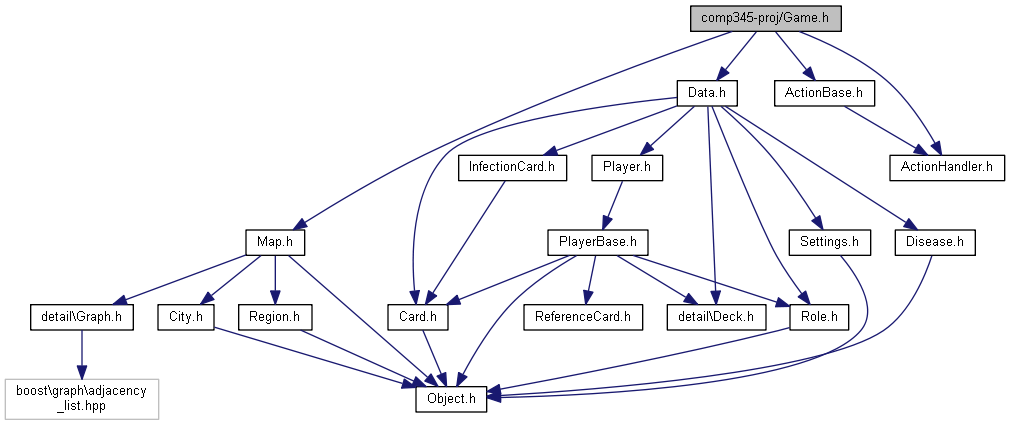 comp345-proj/Game.h
Data.h
ActionBase.h
InfectionCard.h
Player.h
ActionHandler.h
Map.h
PlayerBase.h
Settings.h
Disease.h
detail\Graph.h
City.h
Region.h
Card.h
ReferenceCard.h
detail\Deck.h
Role.h
boost\graph\adjacency
_list.hpp
Object.h